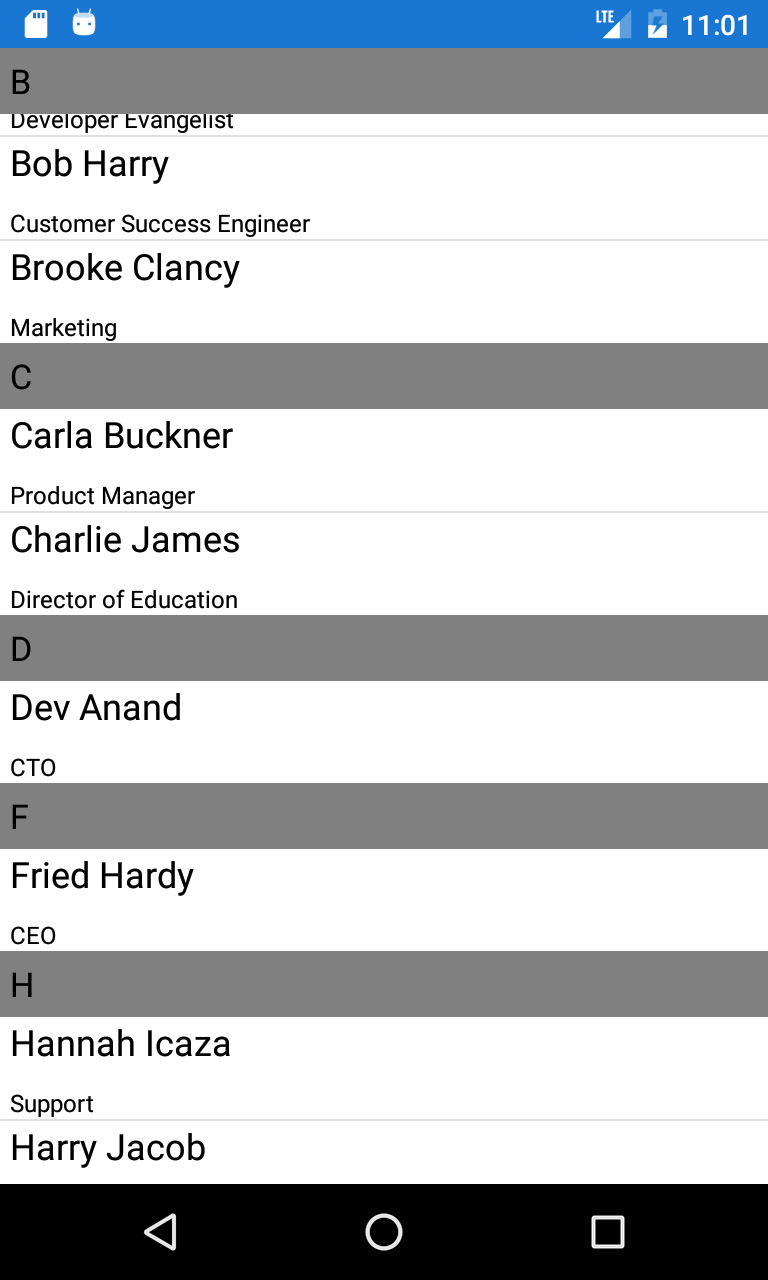 LTE 11:01
B
Developer Evangelist
Bob Harry
Customer Success Engineer
Brooke Clancy
Marketing
C
Carla Buckner
Product Manager
Charlie James
Director of Education
D
Dev Anand
CTO
F
Fried Hardy
CEO
H
Hannah Icaza
Support
Harry Jacob